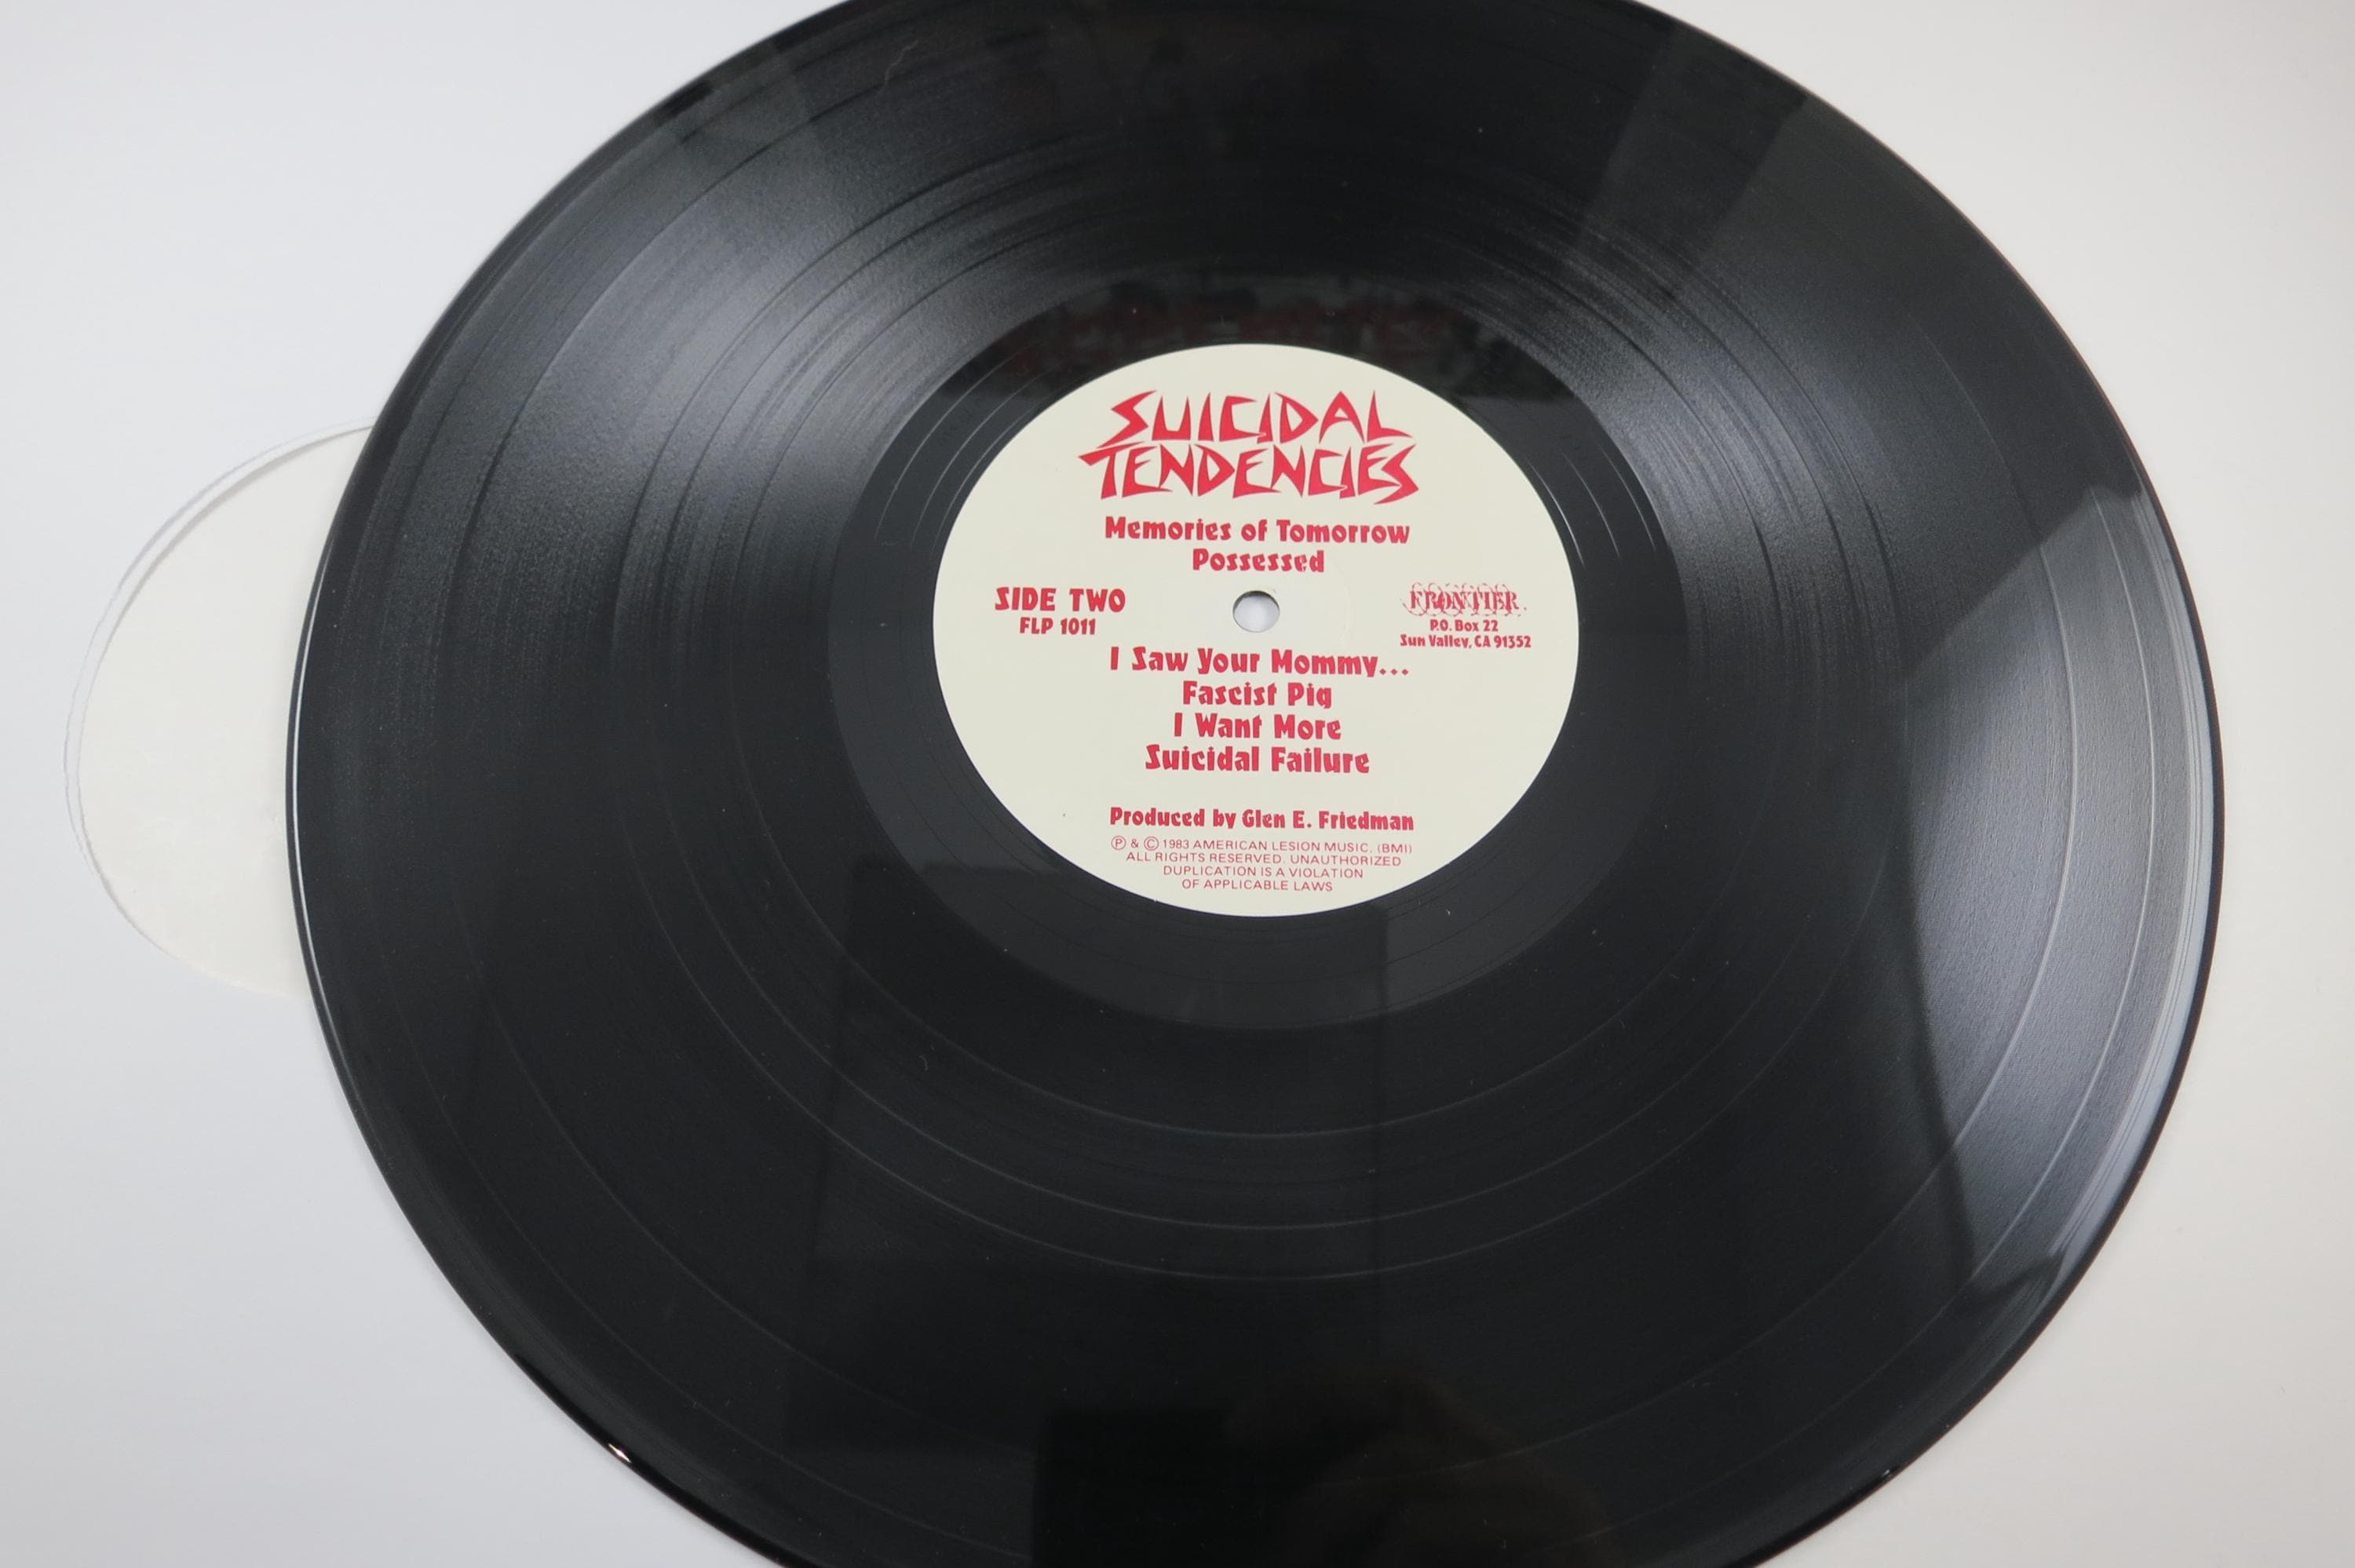 SUICIDAL
TENDENCIES
Memories of Tomorrow
Possessed
SIDE TWO
FLP 1011
FRONTIER
P.O. Box 22
Sun Valley, CA 91352
I Saw Your Mommy...
Fascist Pig
I Want More
Suicidal Failure
Produced by Glen E. Friedman
Ⓟ & © 1983 AMERICAN LESION MUSIC. (BMI)
ALL RIGHTS RESERVED. UNAUTHORIZED
DUPLICATION IS A VIOLATION
OF APPLICABLE LAWS